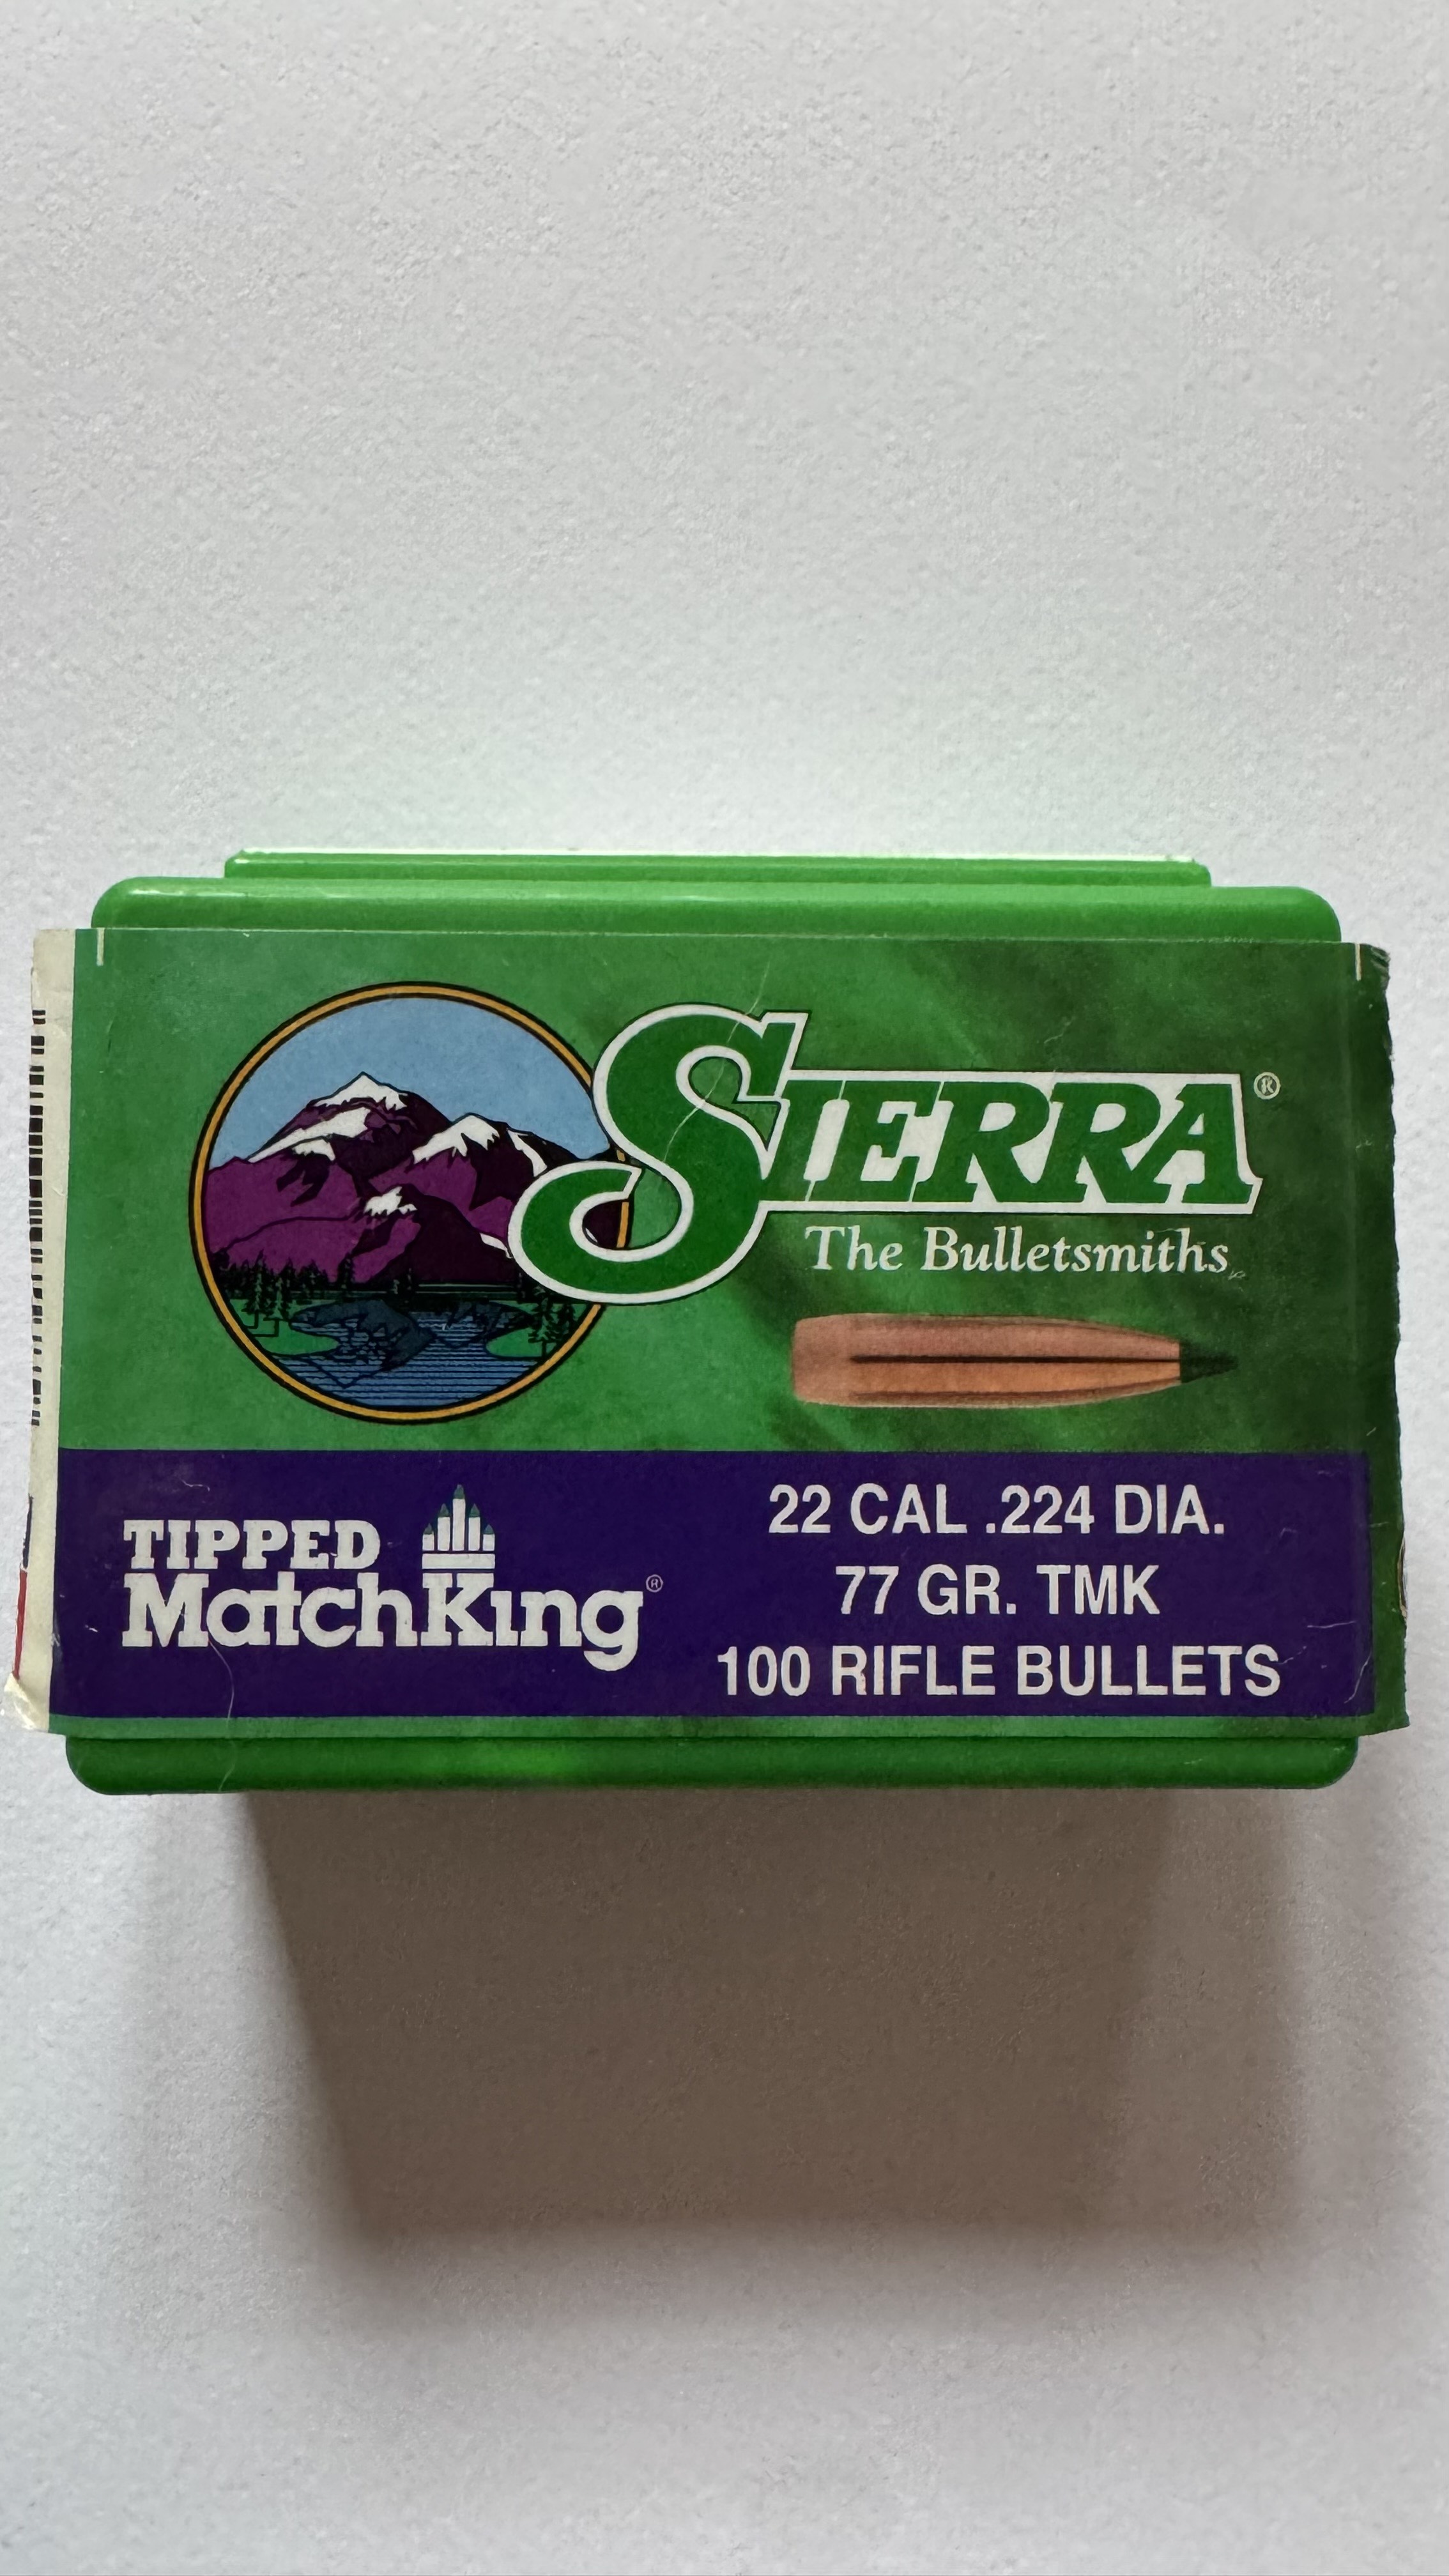 SIERRA®
The Bulletsmiths
TIPPED
MatchKing®
22 CAL .224 DIA.
77 GR. TMK
100 RIFLE BULLETS